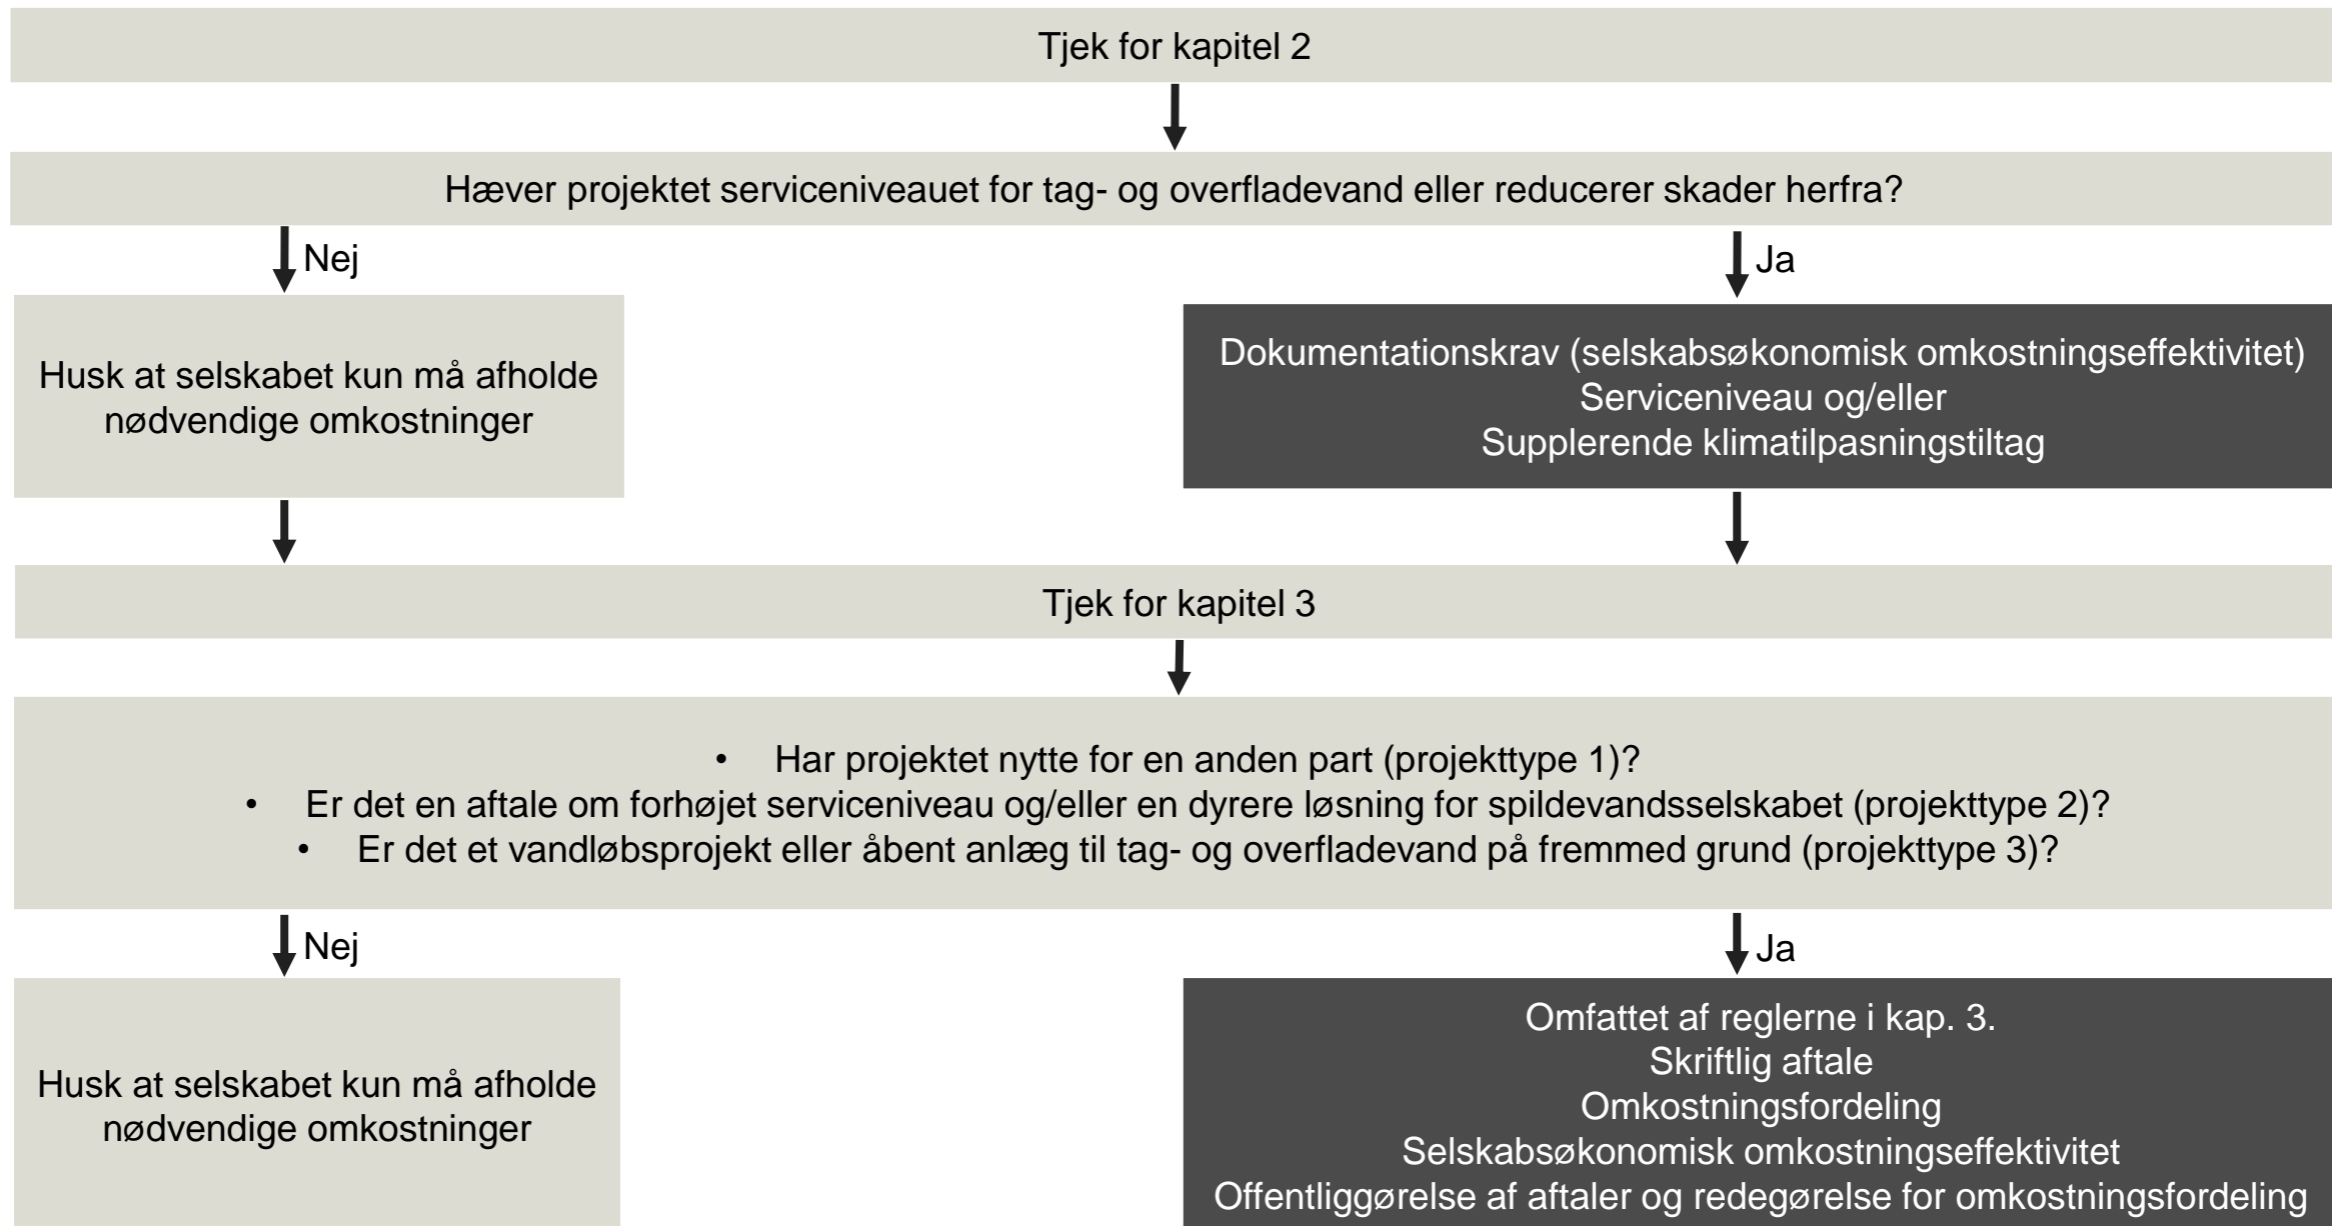 Tjek for kapitel 2
Hæver projektet serviceniveauet for tag- og overfladevand eller reducerer skader herfra?
Nej
Ja
Husk at selskabet kun må afholde
nødvendige omkostninger
Dokumentationskrav (selskabsøkonomisk omkostningseffektivitet)
Serviceniveau og/eller
Supplerende klimatilpasningstiltag
Tjek for kapitel 3
• Har projektet nytte for en anden part (projekttype 1)?
• Er det en aftale om forhøjet serviceniveau og/eller en dyrere løsning for spildevandsselskabet (projekttype 2)?
• Er det et vandløbsprojekt eller åbent anlæg til tag- og overfladevand på fremmed grund (projekttype 3)?
Nej
Ja
Husk at selskabet kun må afholde
nødvendige omkostninger
Omfattet af reglerne i kap. 3.
Skriftlig aftale
Omkostningsfordeling
Selskabsøkonomisk omkostningseffektivitet
Offentliggørelse af aftaler og redegørelse for omkostningsfordeling